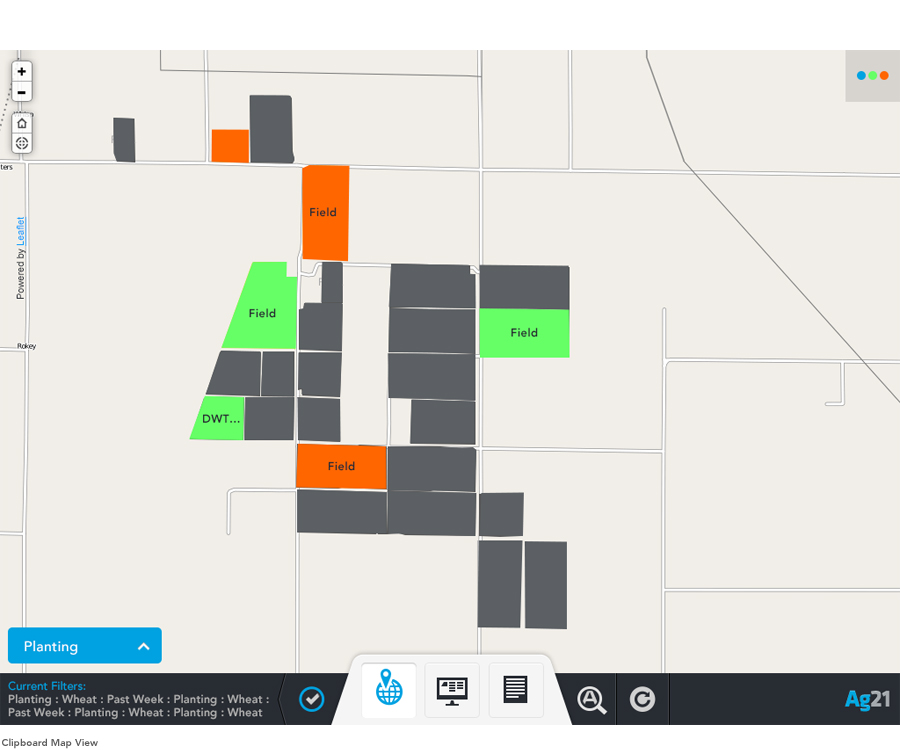 +
-
ters
Powered by Leaflet
Rokey
Field
Field
Field
DWT...
Field
Planting
Current Filters:
Planting : Wheat : Past Week : Planting : Wheat :
Past Week : Planting : Wheat : Planting : Wheat
A
Ag21
Clipboard Map View